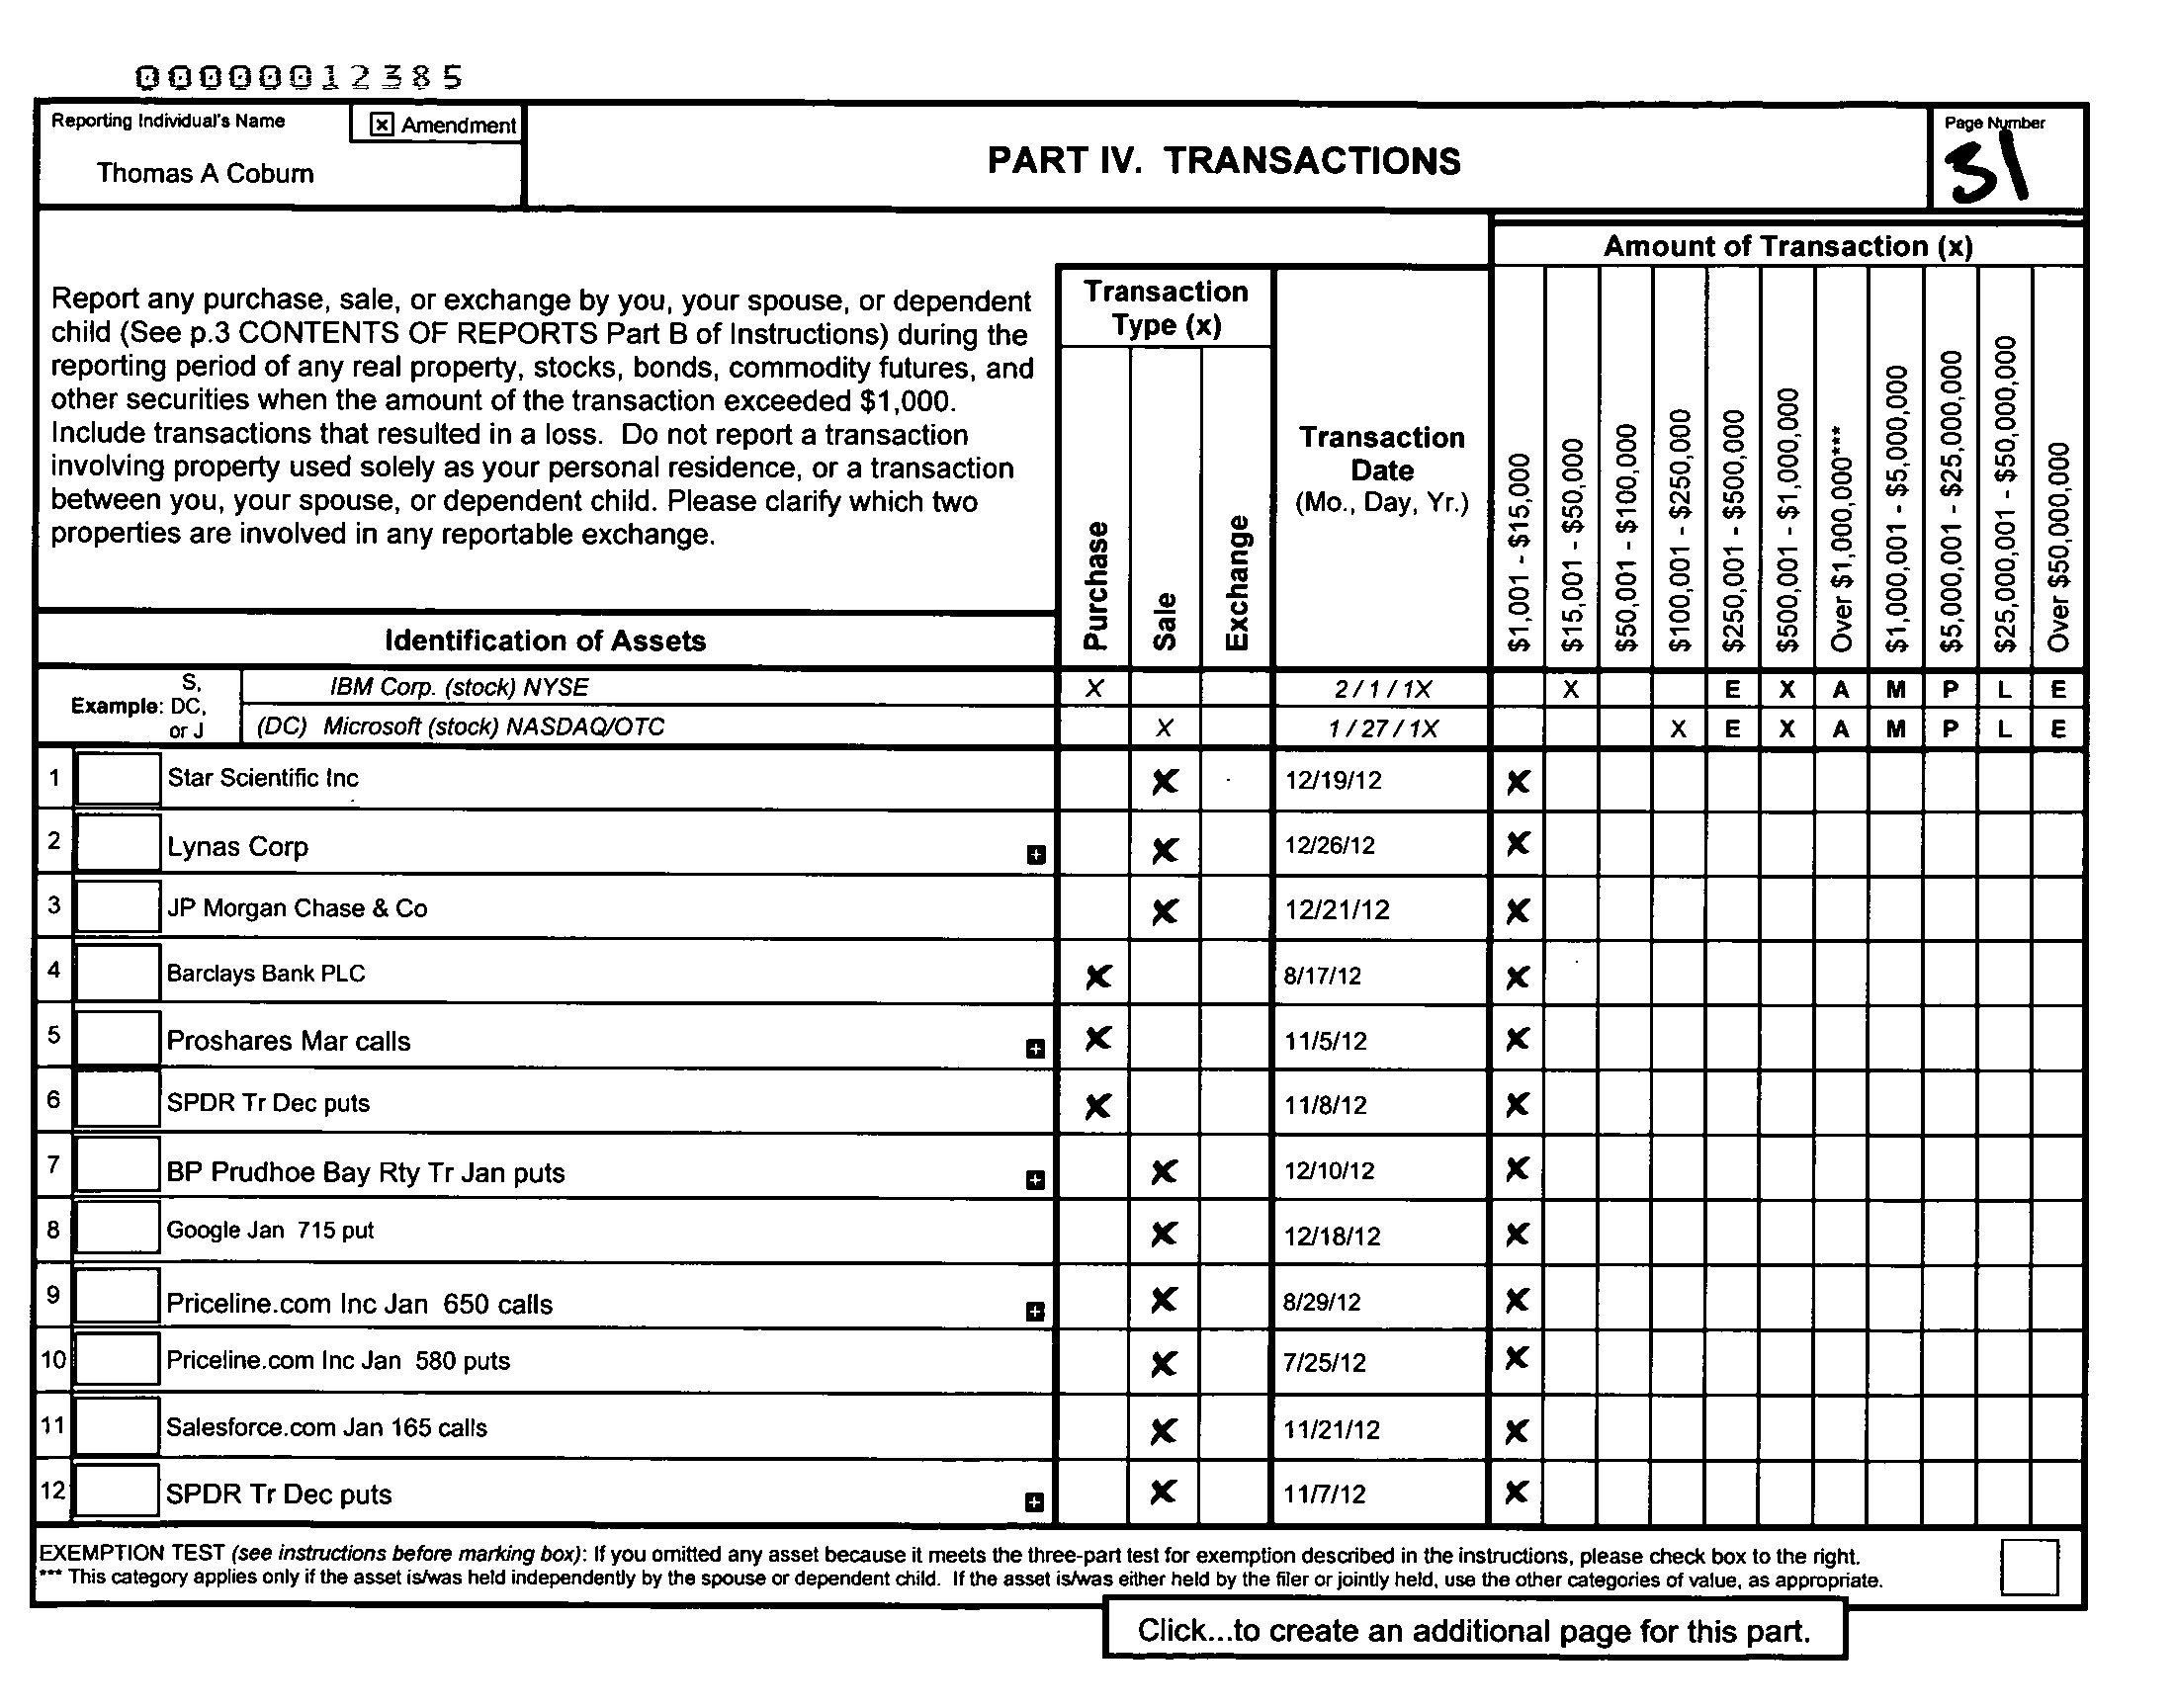 00000012385
Reporting Individual's Name
x Amendment
Thomas A Coburn
PART IV. TRANSACTIONS
Page Number
31
Report any purchase, sale, or exchange by you, your spouse, or dependent
child (See p.3 CONTENTS OF REPORTS Part B of Instructions) during the
reporting period of any real property, stocks, bonds, commodity futures, and
other securities when the amount of the transaction exceeded $1,000.
Include transactions that resulted in a loss. Do not report a transaction
involving property used solely as your personal residence, or a transaction
between you, your spouse, or dependent child. Please clarify which two
properties are involved in any reportable exchange.
Transaction
Type (x)
Purchase
Sale
Exchange
Transaction
Date
(Mo., Day, Yr.)
Amount of Transaction (x)
$1,001 - $15,000
$15,001 - $50,000
$50,001 - $100,000
$100,001 - $250,000
$250,001 - $500,000
$500,001 - $1,000,000
Over $1,000,000***
$1,000,001 - $5,000,000
$5,000,001 - $25,000,000
$25,000,001 - $50,000,000
Over $50,000,000
Identification of Assets
Example: S, DC, or J
IBM Corp. (stock) NYSE X 2/1/1X X E X A M P L E
(DC) Microsoft (stock) NASDAQ/OTC X 1/27/1X X E X A M P L E
1 Star Scientific Inc X 12/19/12 X
2 Lynas Corp + X 12/26/12 X
3 JP Morgan Chase & Co X 12/21/12 X
4 Barclays Bank PLC X 8/17/12 X
5 Proshares Mar calls + X 11/5/12 X
6 SPDR Tr Dec puts X 11/8/12 X
7 BP Prudhoe Bay Rty Tr Jan puts + X 12/10/12 X
8 Google Jan 715 put X 12/18/12 X
9 Priceline.com Inc Jan 650 calls + X 8/29/12 X
10 Priceline.com Inc Jan 580 puts X 7/25/12 X
11 Salesforce.com Jan 165 calls X 11/21/12 X
12 SPDR Tr Dec puts + X 11/7/12 X
EXEMPTION TEST (see instructions before marking box): If you omitted any asset because it meets the three-part test for exemption described in the instructions, please check box to the right.
*** This category applies only if the asset is/was held independently by the spouse or dependent child. If the asset is/was either held by the filer or jointly held, use the other categories of value, as appropriate.
Click...to create an additional page for this part.